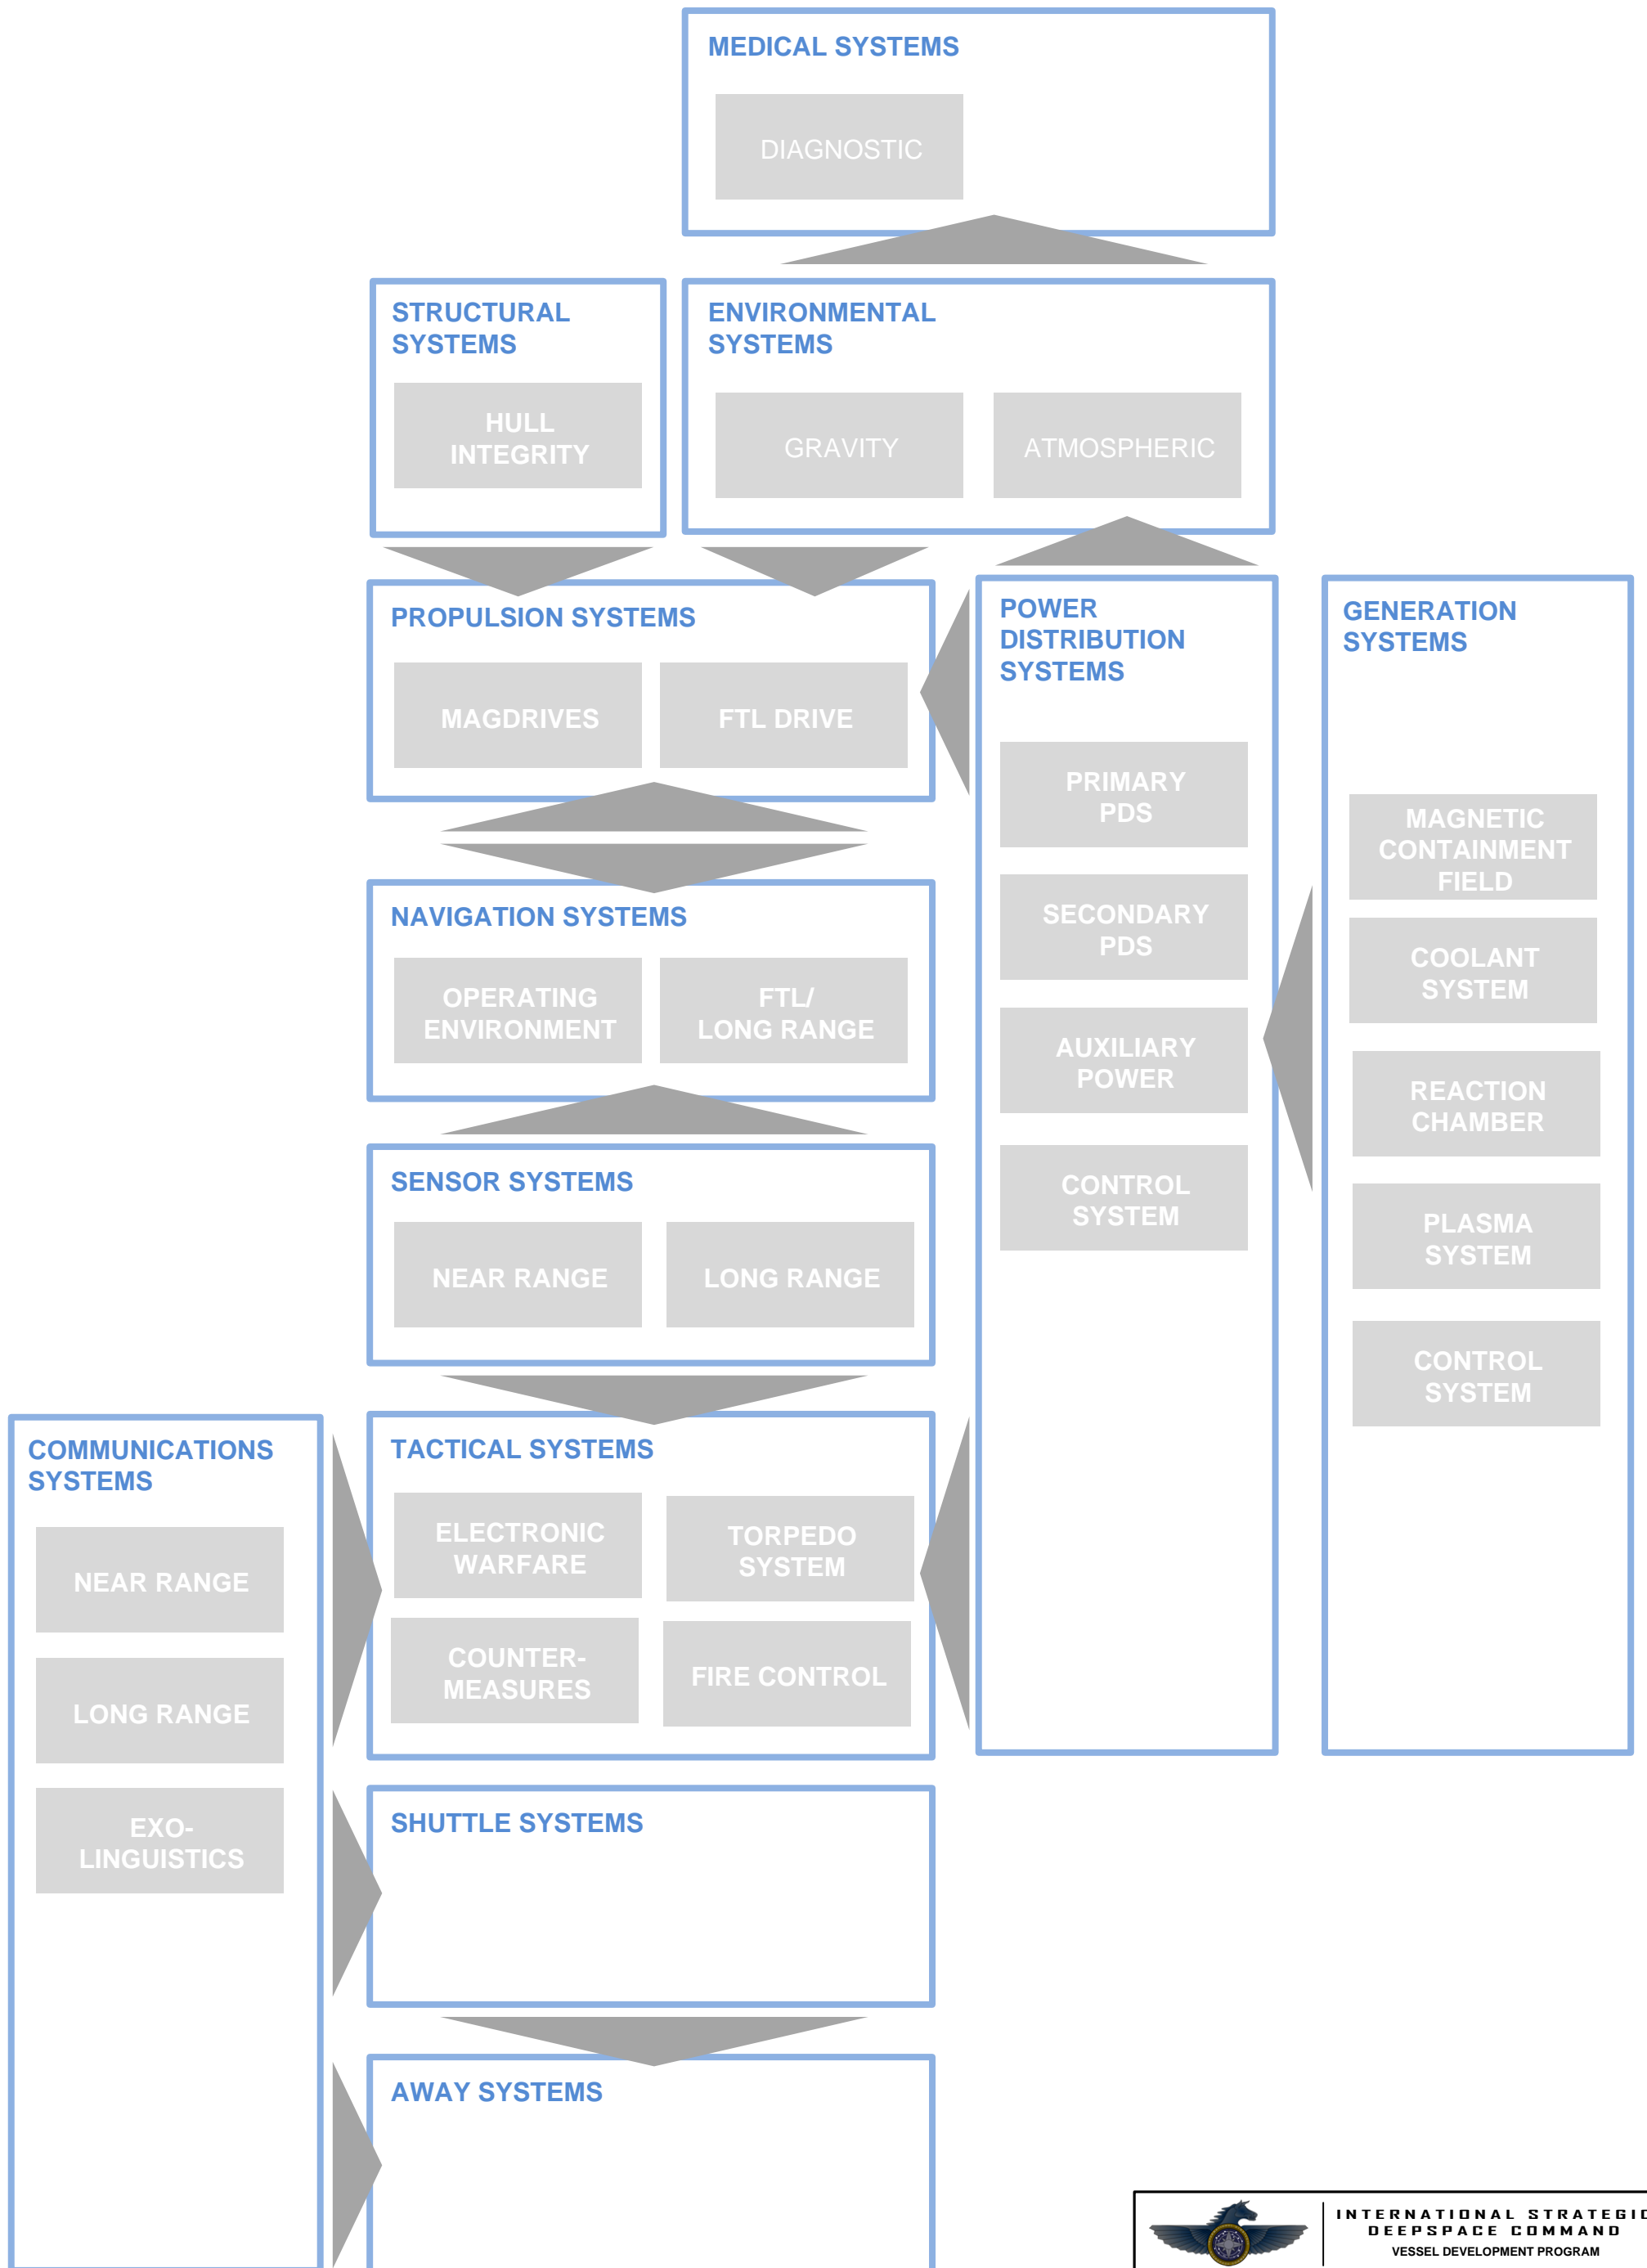 MEDICAL SYSTEMS
DIAGNOSTIC
STRUCTURAL
SYSTEMS
HULL
INTEGRITY
ENVIRONMENTAL
SYSTEMS
GRAVITY
ATMOSPHERIC
PROPULSION SYSTEMS
MAGDRIVES
FTL DRIVE
POWER
DISTRIBUTION
SYSTEMS
PRIMARY
PDS
SECONDARY
PDS
AUXILIARY
POWER
CONTROL
SYSTEM
GENERATION
SYSTEMS
MAGNETIC
CONTAINMENT
FIELD
COOLANT
SYSTEM
REACTION
CHAMBER
PLASMA
SYSTEM
CONTROL
SYSTEM
NAVIGATION SYSTEMS
OPERATING
ENVIRONMENT
FTL/
LONG RANGE
SENSOR SYSTEMS
NEAR RANGE
LONG RANGE
COMMUNICATIONS
SYSTEMS
NEAR RANGE
LONG RANGE
EXO-
LINGUISTICS
TACTICAL SYSTEMS
ELECTRONIC
WARFARE
TORPEDO
SYSTEM
COUNTER-
MEASURES
FIRE CONTROL
SHUTTLE SYSTEMS
AWAY SYSTEMS
INTERNATIONAL STRATEGIC
DEEPSPACE COMMAND
VESSEL DEVELOPMENT PROGRAM